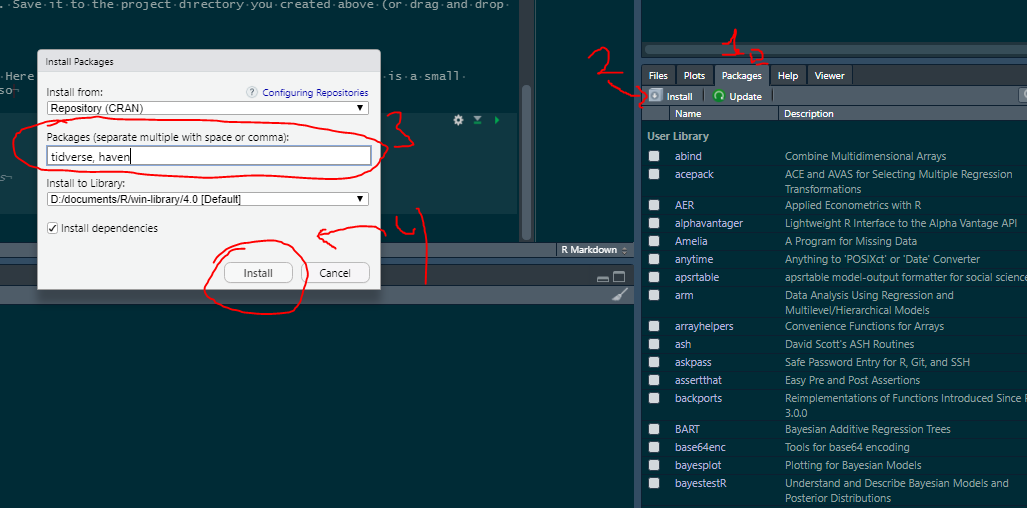 . Save it to the project directory you created above (or drag and drop
Here
is a small
so
s
Install Packages
Install from:
? Configuring Repositories
Repository (CRAN)
Packages (separate multiple with space or comma):
tidverse, haven
Install to Library:
D:/documents/R/win-library/4.0 [Default]
Install dependencies
Install
Cancel
R Markdown
1.
2
3
4)
Files Plots Packages Help Viewer
Install Update
Name Description
User Library
abind Combine Multidimensional Arrays
acepack ACE and AVAS for Selecting Multiple Regression
Transformations
AER Applied Econometrics with R
alphavantager Lightweight R Interface to the Alpha Vantage API
Amelia A Program for Missing Data
anytime Anything to 'POSIXct' or 'Date' Converter
apsrtable apsrtable model-output formatter for social science
arm Data Analysis Using Regression and
Multilevel/Hierarchical Models
arrayhelpers Convenience Functions for Arrays
ash David Scott's ASH Routines
askpass Safe Password Entry for R, Git, and SSH
assertthat Easy Pre and Post Assertions
backports Reimplementations of Functions Introduced Since R
3.0.0
BART Bayesian Additive Regression Trees
base64enc Tools for base64 encoding
bayesplot Plotting for Bayesian Models
bayestestR Understand and Describe Bayesian Models and
Posterior Distributions